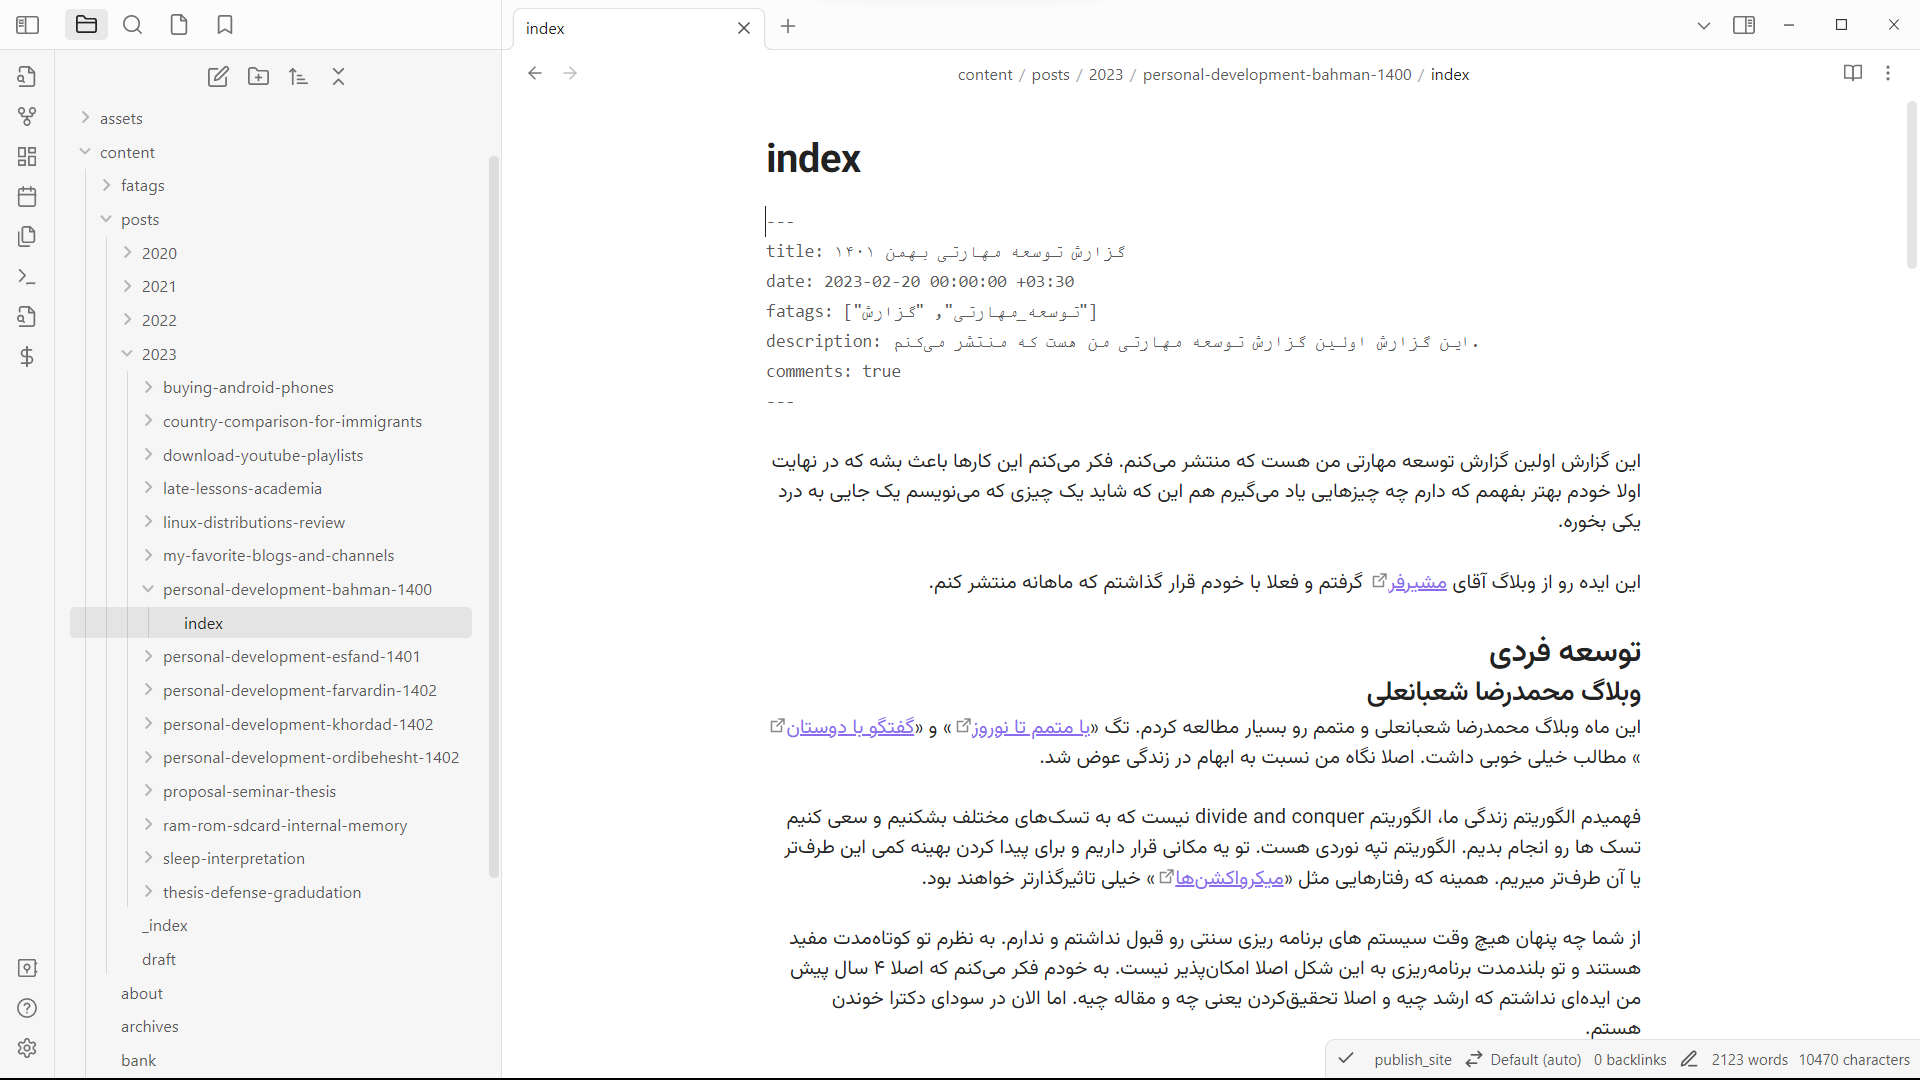 index
assets
content
fatags
posts
2020
2021
2022
2023
buying-android-phones
country-comparison-for-immigrants
download-youtube-playlists
late-lessons-academia
linux-distributions-review
my-favorite-blogs-and-channels
personal-development-bahman-1400
index
personal-development-esfand-1401
personal-development-farvardin-1402
personal-development-khordad-1402
personal-development-ordibehesht-1402
proposal-seminar-thesis
ram-rom-sdcard-internal-memory
sleep-interpretation
thesis-defense-gradudation
_index
draft
about
archives
bank
content / posts / 2023 / personal-development-bahman-1400 / index
index
---
title: گزارش توسعه مهارتی بهمن ۱۴۰۱
date: 2023-02-20 00:00:00 +03:30
fatags: ["توسعه_مهارتی", "گزارش"]
description: این گزارش اولین گزارش توسعه مهارتی من هست که منتشر می‌کنم.
comments: true
---
این گزارش اولین گزارش توسعه مهارتی من هست که منتشر می‌کنم. فکر می‌کنم این کارها باعث بشه که در نهایت
اولا خودم بهتر بفهمم که دارم چه چیزهایی یاد می‌گیرم هم این که شاید یک چیزی که می‌نویسم یک جایی به درد
یکی بخوره.
این ایده رو از وبلاگ آقای مشیرفر گرفتم و فعلا با خودم قرار گذاشتم که ماهانه منتشر کنم.
توسعه فردی
وبلاگ محمدرضا شعبانعلی
این ماه وبلاگ محمدرضا شعبانعلی و متمم رو بسیار مطالعه کردم. تگ «با متمم تا نوروز» و «گفتگو با دوستان
» مطالب خیلی خوبی داشت. اصلا نگاه من نسبت به ابهام در زندگی عوض شد.
فهمیدم الگوریتم زندگی ما، الگوریتم divide and conquer نیست که به تسک‌های مختلف بشکنیم و سعی کنیم
تسک ها رو انجام بدیم. الگوریتم تپه نوردی هست. تو یه مکانی قرار داریم و برای پیدا کردن بهینه کمی این طرف‌تر
یا آن طرف‌تر میریم. همینه که رفتارهایی مثل «میکرواکشن‌ها» خیلی تاثیرگذارتر خواهند بود.
از شما چه پنهان هیچ وقت سیستم های برنامه ریزی سنتی رو قبول نداشتم و ندارم. به نظرم تو کوتاه‌مدت مفید
هستند و تو بلندمدت برنامه‌ریزی به این شکل اصلا امکان‌پذیر نیست. به خودم فکر می‌کنم که اصلا ۴ سال پیش
من ایده‌ای نداشتم که ارشد چیه و اصلا تحقیق‌کردن یعنی چه و مقاله چیه. اما الان در سودای دکترا خوندن
هستم.
publish_site Default (auto) 0 backlinks 2123 words 10470 characters